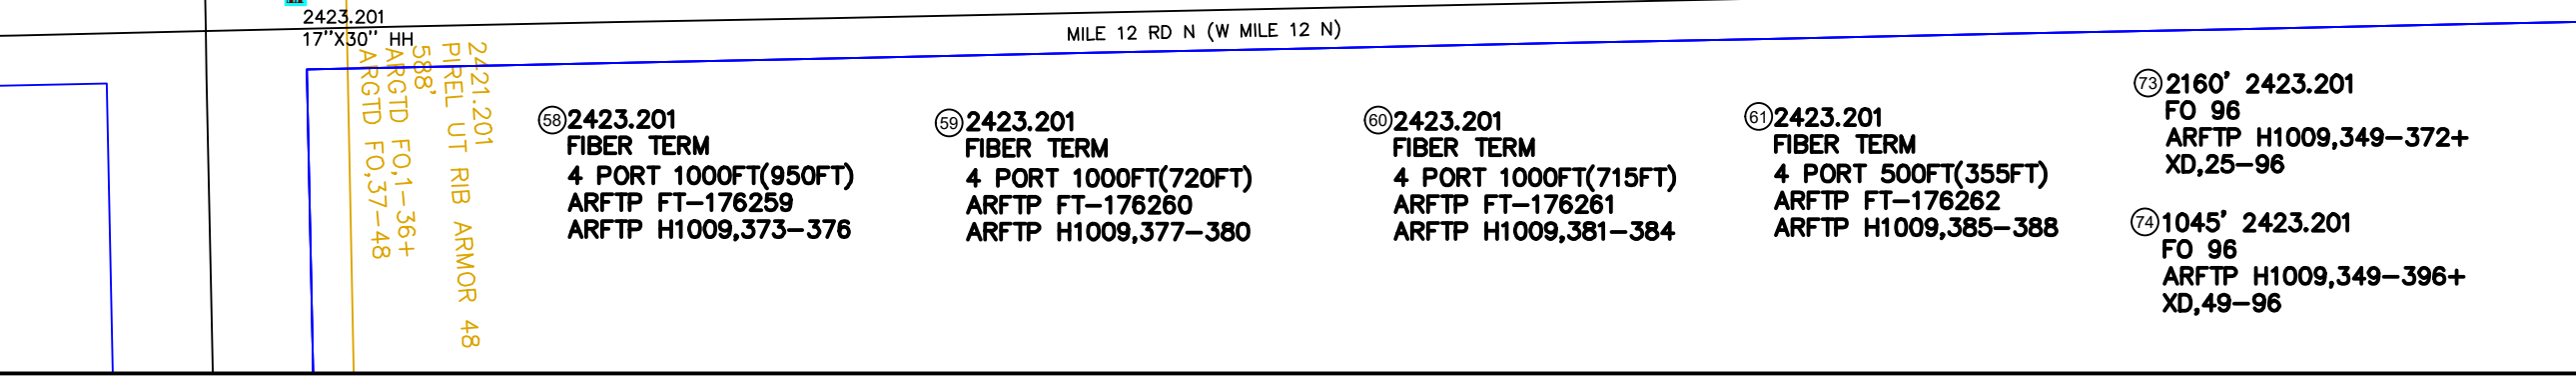 2423.201
17"X30" HH
MILE 12 RD N (W MILE 12 N)
2421.201
PIREL UT RIB ARMOR 48
588'
ARGTD FO,1-36+
ARGTD FO,37-48
58 2423.201
FIBER TERM
4 PORT 1000FT(950FT)
ARFTP FT-176259
ARFTP H1009,373-376
59 2423.201
FIBER TERM
4 PORT 1000FT(720FT)
ARFTP FT-176260
ARFTP H1009,377-380
60 2423.201
FIBER TERM
4 PORT 1000FT(715FT)
ARFTP FT-176261
ARFTP H1009,381-384
61 2423.201
FIBER TERM
4 PORT 500FT(355FT)
ARFTP FT-176262
ARFTP H1009,385-388
73 2160' 2423.201
FO 96
ARFTP H1009,349-372+
XD,25-96
74 1045' 2423.201
FO 96
ARFTP H1009,349-396+
XD,49-96